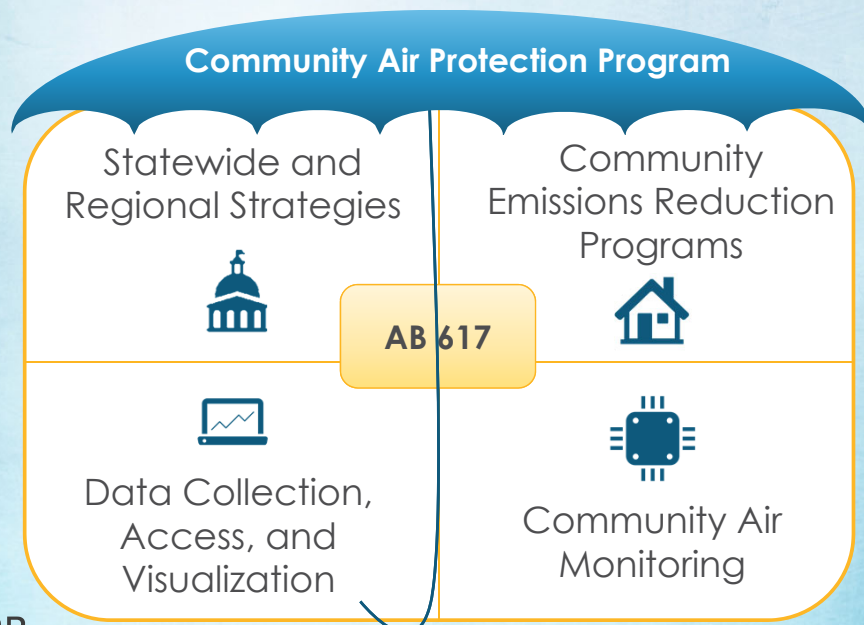 Community Air Protection Program
Statewide and
Regional Strategies
Community
Emissions Reduction
Programs
AB 617
Data Collection,
Access, and
Visualization
Community Air
Monitoring